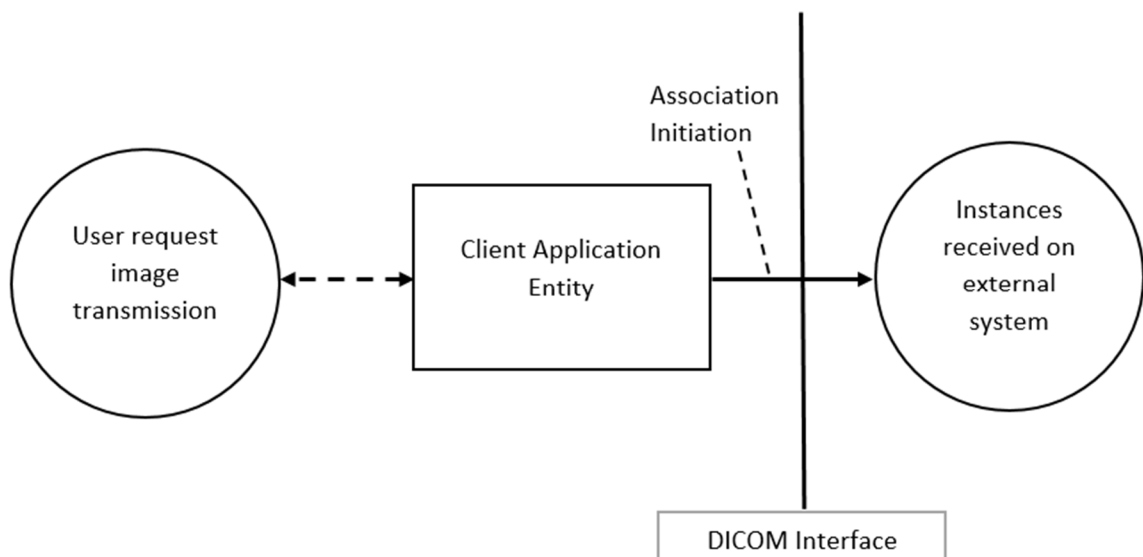 Association
Initiation
User request
image
transmission
Client Application
Entity
Instances
received on
external
system
DICOM Interface